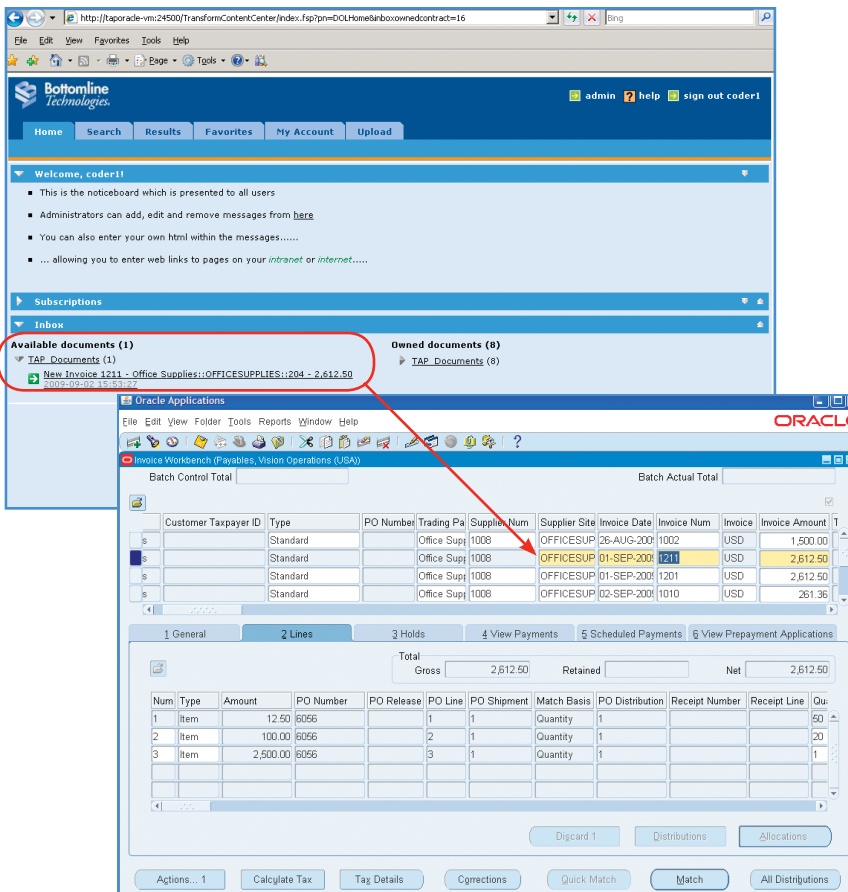 http://taporacle-vm:24500/TransformContentCenter/index.fsp?pn=DOLHome&inboxownedcontract=16
Bing
File Edit View Favorites Tools Help
Page Tools
Bottomline
Technologies.
admin help sign out coder1
Home Search Results Favorites My Account Upload
Welcome, coder1!
This is the noticeboard which is presented to all users
Administrators can add, edit and remove messages from here
You can also enter your own html within the messages......
... allowing you to enter web links to pages on your intranet or internet.....
Subscriptions
Inbox
Available documents (1) Owned documents (8)
TAP_Documents (1) TAP_Documents (8)
New Invoice 1211 - Office Supplies::OFFICESUPPLIES::204 - 2,612.50
2009-09-02 15:53:27
Oracle Applications
File Edit View Folder Tools Reports Window Help
ORACLE
Invoice Workbench (Payables, Vision Operations (USA))
Batch Control Total Batch Actual Total
Customer Taxpayer ID Type PO Number Trading Pa Supplier Num Supplier Site Invoice Date Invoice Num Invoice Invoice Amount T
s Standard Office Supp 1008 OFFICESUP 26-AUG-200 1002 USD 1,500.00
s Standard Office Supp 1008 OFFICESUP 01-SEP-2009 1211 USD 2,612.50
s Standard Office Supp 1008 OFFICESUP 01-SEP-2009 1201 USD 2,612.50
s Standard Office Supp 1008 OFFICESUP 02-SEP-2009 1010 USD 261.36
1 General 2 Lines 3 Holds 4 View Payments 5 Scheduled Payments 6 View Prepayment Applications
Total
Gross 2,612.50 Retained Net 2,612.50
Num Type Amount PO Number PO Release PO Line PO Shipment Match Basis PO Distribution Receipt Number Receipt Line Qua
1 Item 12.50 6056 1 1 Quantity 1 50
2 Item 100.00 6056 2 1 Quantity 1 20
3 Item 2,500.00 6056 3 1 Quantity 1 1
Discard 1 Distributions Allocations
Actions... 1 Calculate Tax Tax Details Corrections Quick Match Match All Distributions